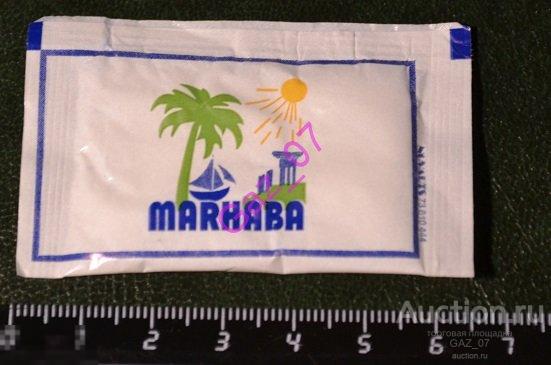 MARHABA
Gaz_07
Auction.ru
торговая площадка
GAZ_07
auction.ru
2 3 4 5 6 7